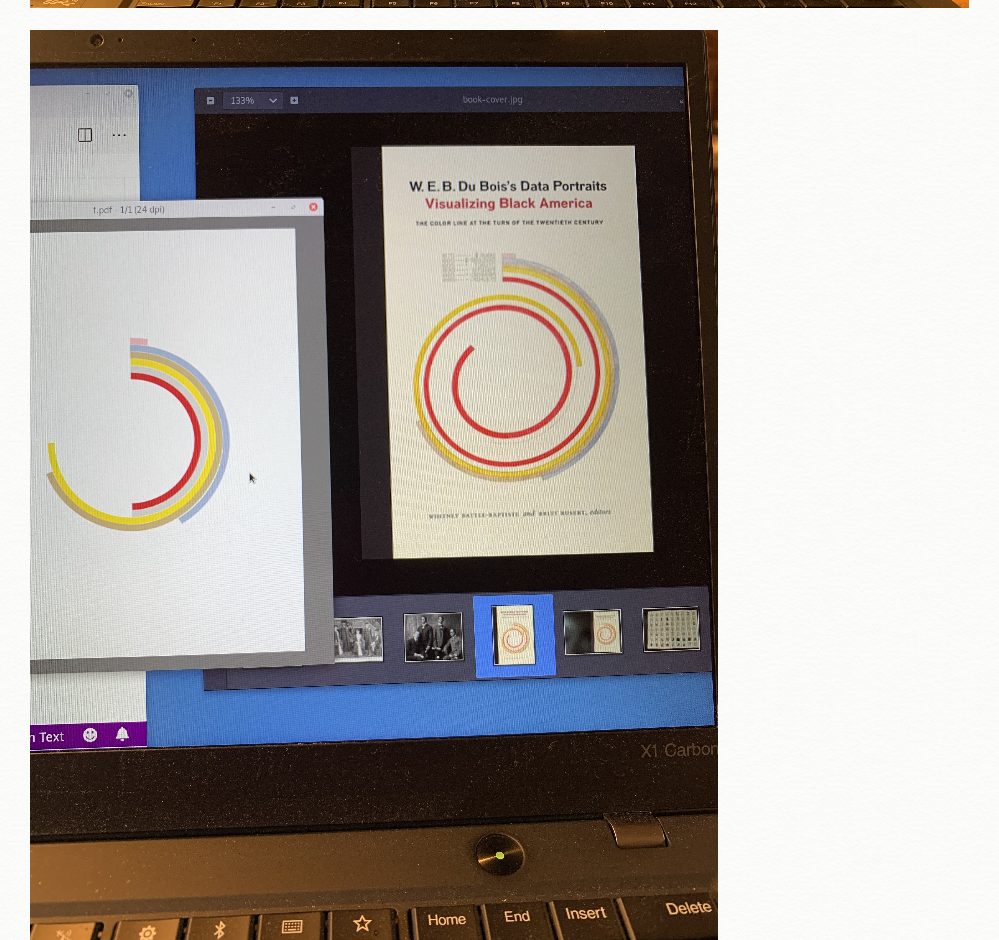 133%
book-cover.jpg
t.pdf - 1/1 (24 dpi)
W. E. B. Du Bois's Data Portraits
Visualizing Black America
THE COLOR LINE AT THE TURN OF THE TWENTIETH CENTURY
WHITNEY BATTLE-BAPTISTE and BRITT RUSERT, editors
n Text
X1 Carbon
Home
End
Insert
Delete